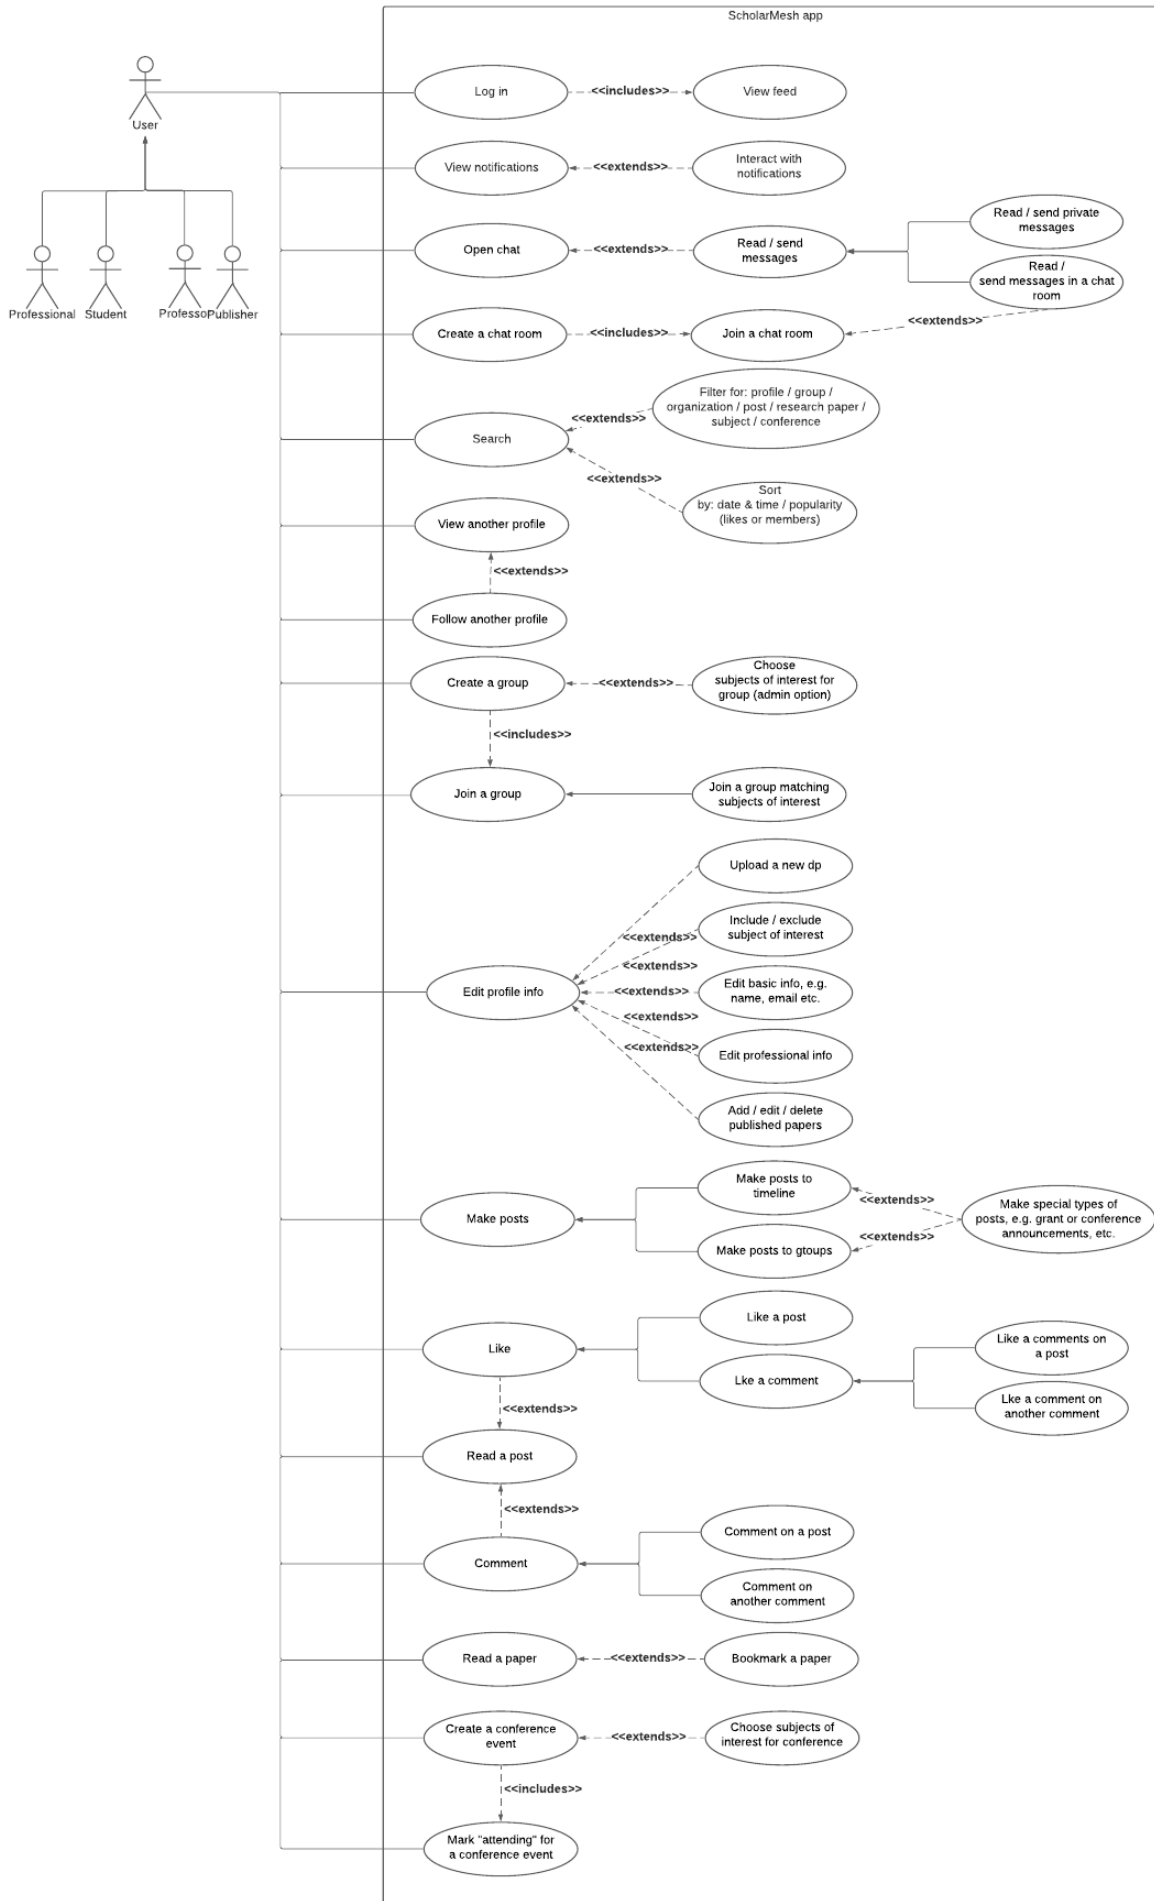 ScholarMesh app
User
Professional
Student
Professor
Publisher
Log in
<<includes>>
View feed
View notifications
<<extends>>
Interact with
notifications
Open chat
<<extends>>
Read / send
messages
Read / send private
messages
Read /
send messages in a chat
room
Create a chat room
<<includes>>
Join a chat room
<<extends>>
Search
<<extends>>
Filter for: profile / group /
organization / post / research paper /
subject / conference
<<extends>>
Sort
by: date & time / popularity
(likes or members)
View another profile
<<extends>>
Follow another profile
Create a group
<<extends>>
Choose
subjects of interest for
group (admin option)
<<includes>>
Join a group
Join a group matching
subjects of interest
Edit profile info
Upload a new dp
<<extends>>
Include / exclude
subject of interest
<<extends>>
<<extends>>
Edit basic info, e.g.
name, email etc.
<<extends>>
<<extends>>
Edit professional info
Add / edit / delete
published papers
Make posts
Make posts to
timeline
Make posts to gtoups
<<extends>>
<<extends>>
Make special types of
posts, e.g. grant or conference
announcements, etc.
Like
Like a post
Lke a comment
Like a comments on
a post
Lke a comment on
another comment
<<extends>>
Read a post
<<extends>>
Comment
Comment on a post
Comment on
another comment
Read a paper
<<extends>>
Bookmark a paper
Create a conference
event
<<extends>>
Choose subjects of
interest for conference
<<includes>>
Mark "attending" for
a conference event